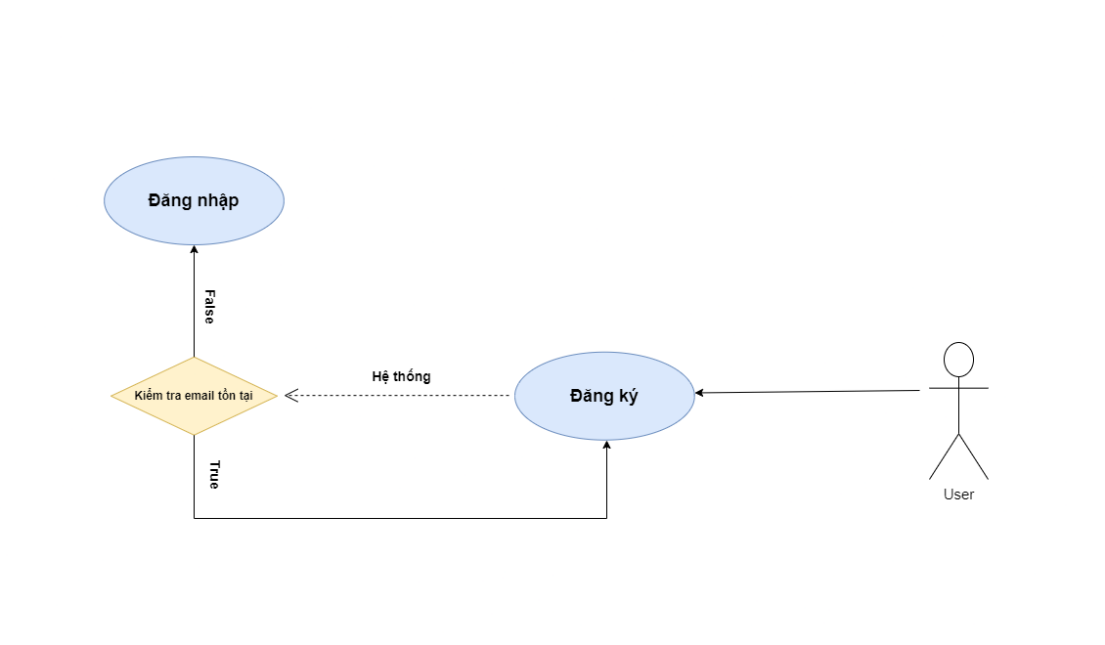 Đăng nhập
False
Kiểm tra email tồn tại
Hệ thống
Đăng ký
True
User